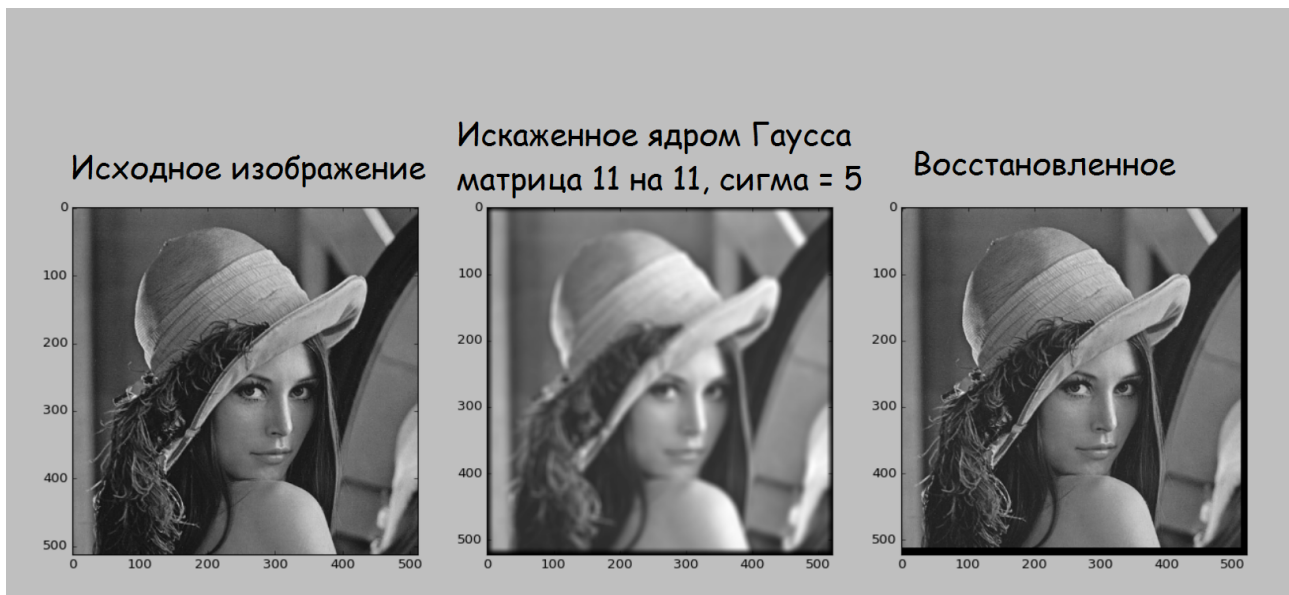 Исходное изображение
Искаженное ядром Гаусса
матрица 11 на 11, сигма = 5
Восстановленное
0
100
200
300
400
500
0 100 200 300 400 500
0
100
200
300
400
500
0 100 200 300 400 500
0
100
200
300
400
500
0 100 200 300 400 500